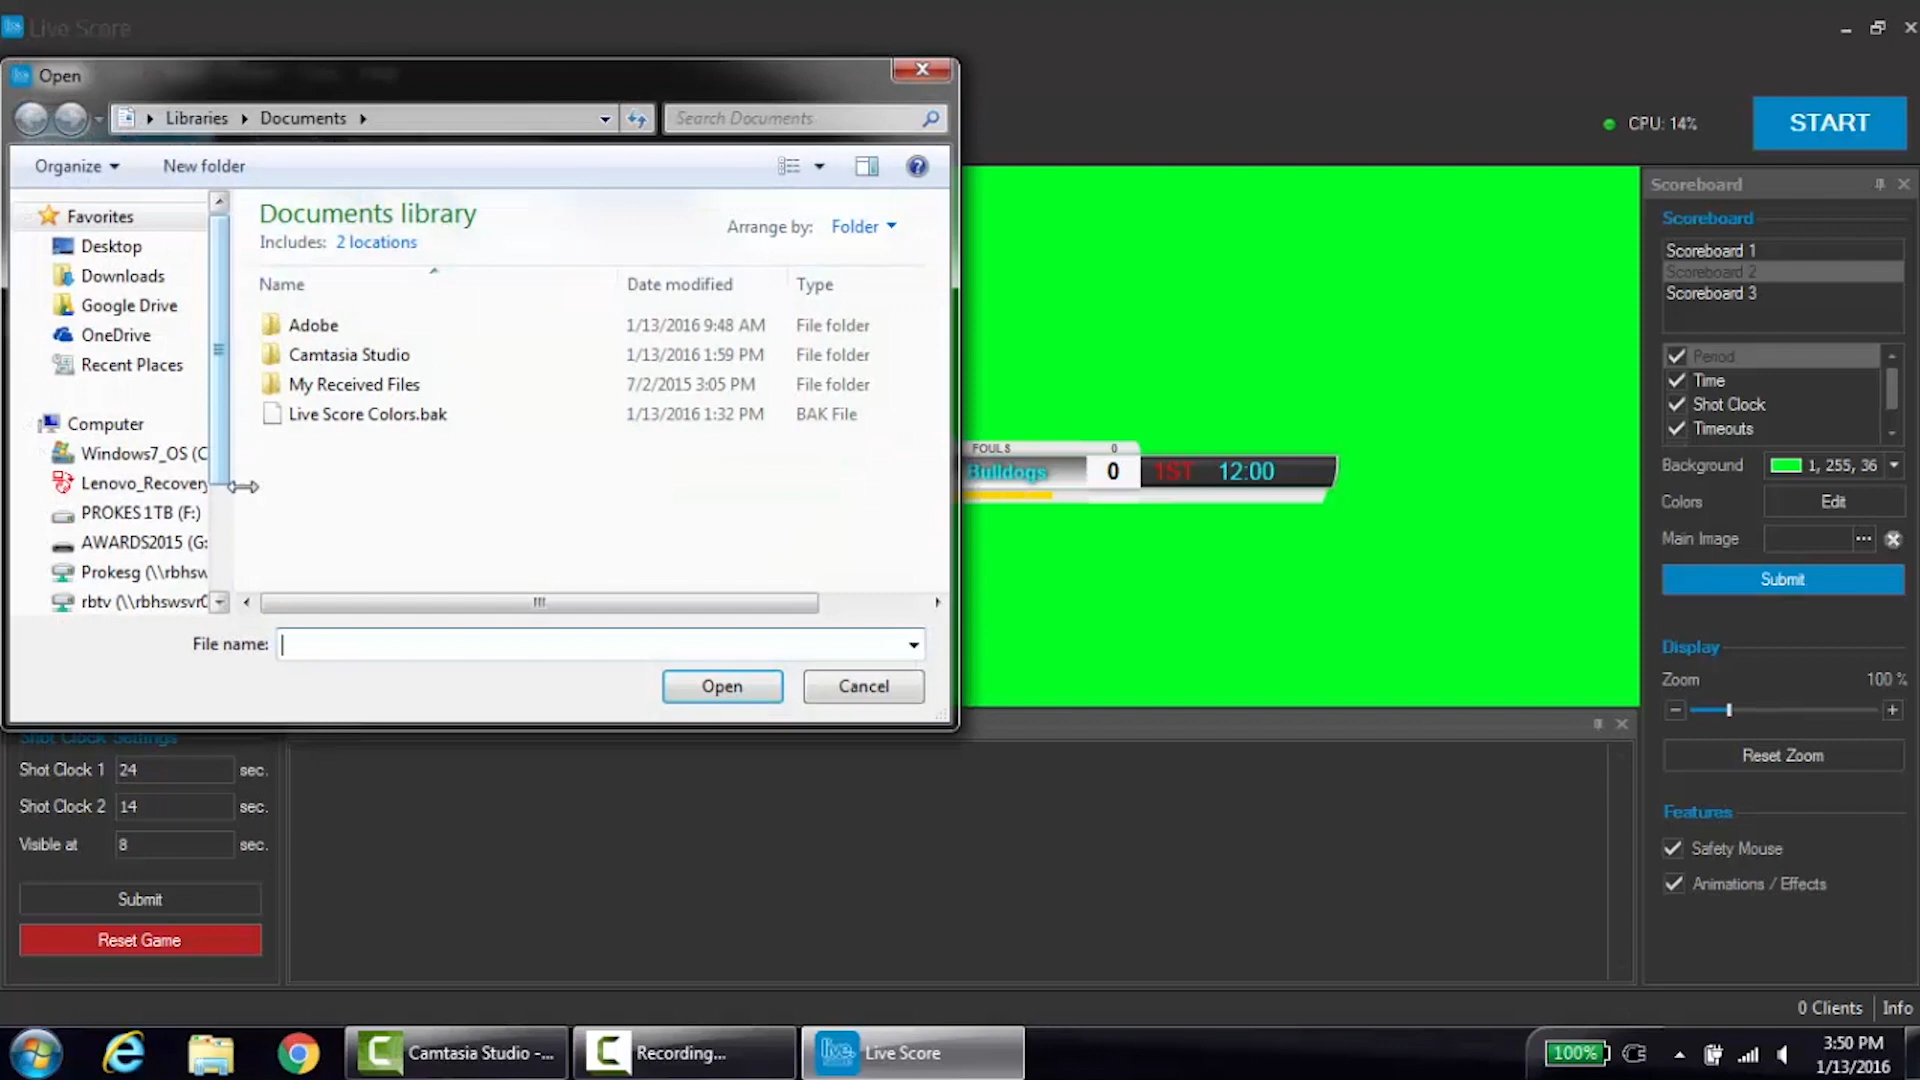 Live Score
Open
Libraries Documents
Search Documents
CPU: 14%
START
Organize
New folder
Favorites
Desktop
Downloads
Google Drive
OneDrive
Recent Places
Computer
Windows7_OS (C
Lenovo_Recovery
PROKES 1TB (F:)
AWARDS2015 (G:
Prokesg (\\rbhsw
rbtv (\\rbhswsvr0
Documents library
Includes: 2 locations
Arrange by: Folder
Name Date modified Type
Adobe 1/13/2016 9:48 AM File folder
Camtasia Studio 1/13/2016 1:59 PM File folder
My Received Files 7/2/2015 3:05 PM File folder
Live Score Colors.bak 1/13/2016 1:32 PM BAK File
File name:
Open
Cancel
FOULS 0
Bulldogs 0 1ST 12:00
Scoreboard
Scoreboard
Scoreboard 1
Scoreboard 2
Scoreboard 3
Period
Time
Shot Clock
Timeouts
Background 1, 255, 36
Colors Edit
Main Image ...
Submit
Display
Zoom 100 %
Reset Zoom
Features
Safety Mouse
Animations / Effects
Shot Clock Settings
Shot Clock 1 24 sec.
Shot Clock 2 14 sec.
Visible at 8 sec.
Submit
Reset Game
0 Clients Info
Camtasia Studio -...
Recording...
Live Score
100%
3:50 PM
1/13/2016